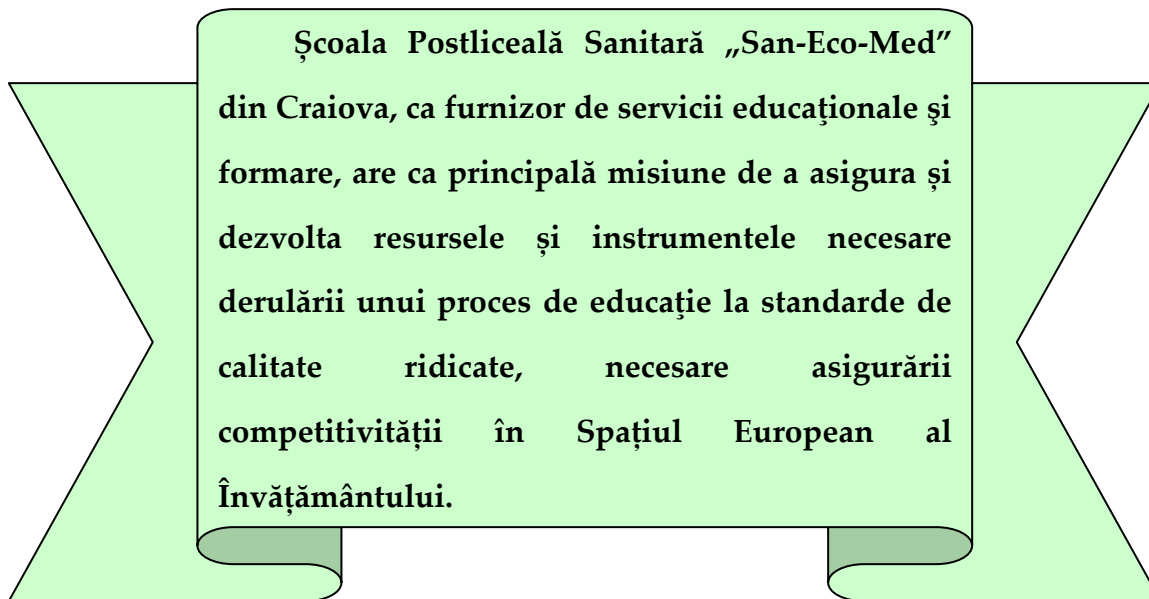 Școala Postliceală Sanitară „San-Eco-Med”
din Craiova, ca furnizor de servicii educaţionale şi
formare, are ca principală misiune de a asigura și
dezvolta resursele și instrumentele necesare
derulării unui proces de educaţie la standarde de
calitate ridicate, necesare asigurării
competitivității în Spațiul European al
Învățământului.